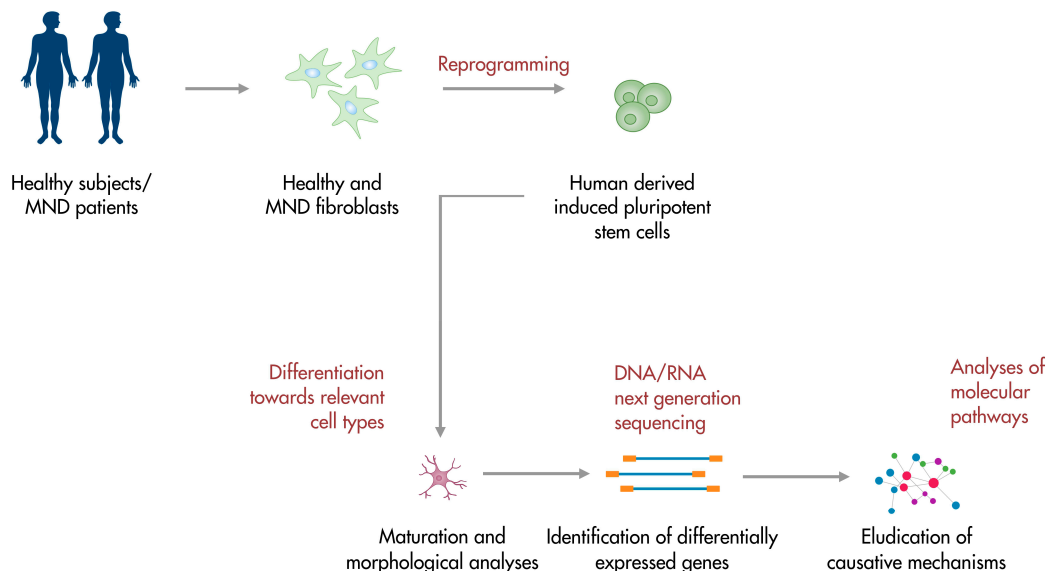 Reprogramming
Healthy subjects/
MND patients
Healthy and
MND fibroblasts
Human derived
induced pluripotent
stem cells
Differentiation
towards relevant
cell types
DNA/RNA
next generation
sequencing
Analyses of
molecular
pathways
Maturation and
morphological analyses
Identification of differentially
expressed genes
Eludication of
causative mechanisms